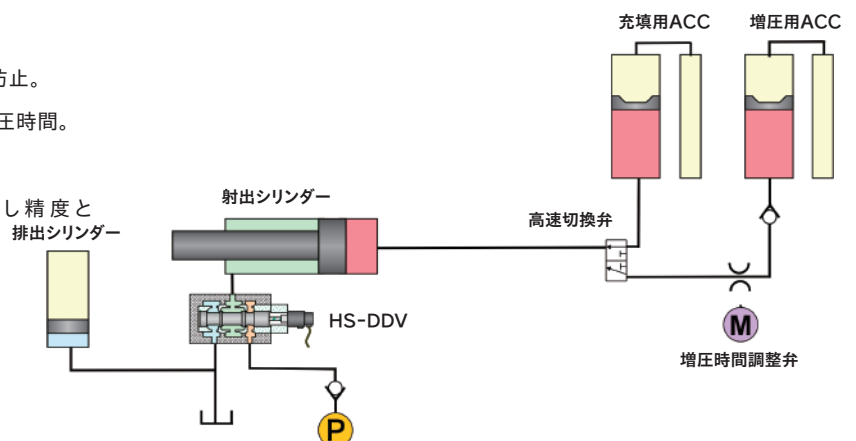 充填用ACC
増圧用ACC
防止。
圧時間。
し精度と
排出シリンダー
射出シリンダー
高速切換弁
HS-DDV
M
増圧時間調整弁
P